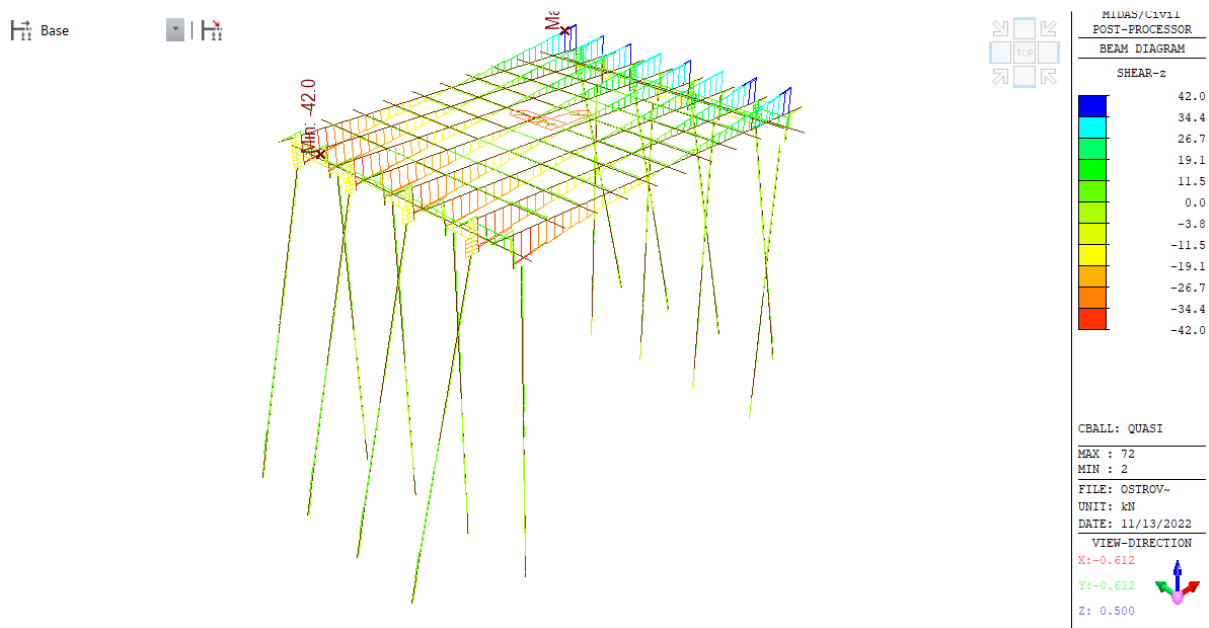 Base
TOP
Min: -42.0
MIDAS/Civil
POST-PROCESSOR
BEAM DIAGRAM
SHEAR-z
42.0
34.4
26.7
19.1
11.5
0.0
-3.8
-11.5
-19.1
-26.7
-34.4
-42.0
CBALL: QUASI
MAX : 72
MIN : 2
FILE: OSTROV~
UNIT: kN
DATE: 11/13/2022
VIEW-DIRECTION
X:-0.612
Y:-0.612
Z: 0.500